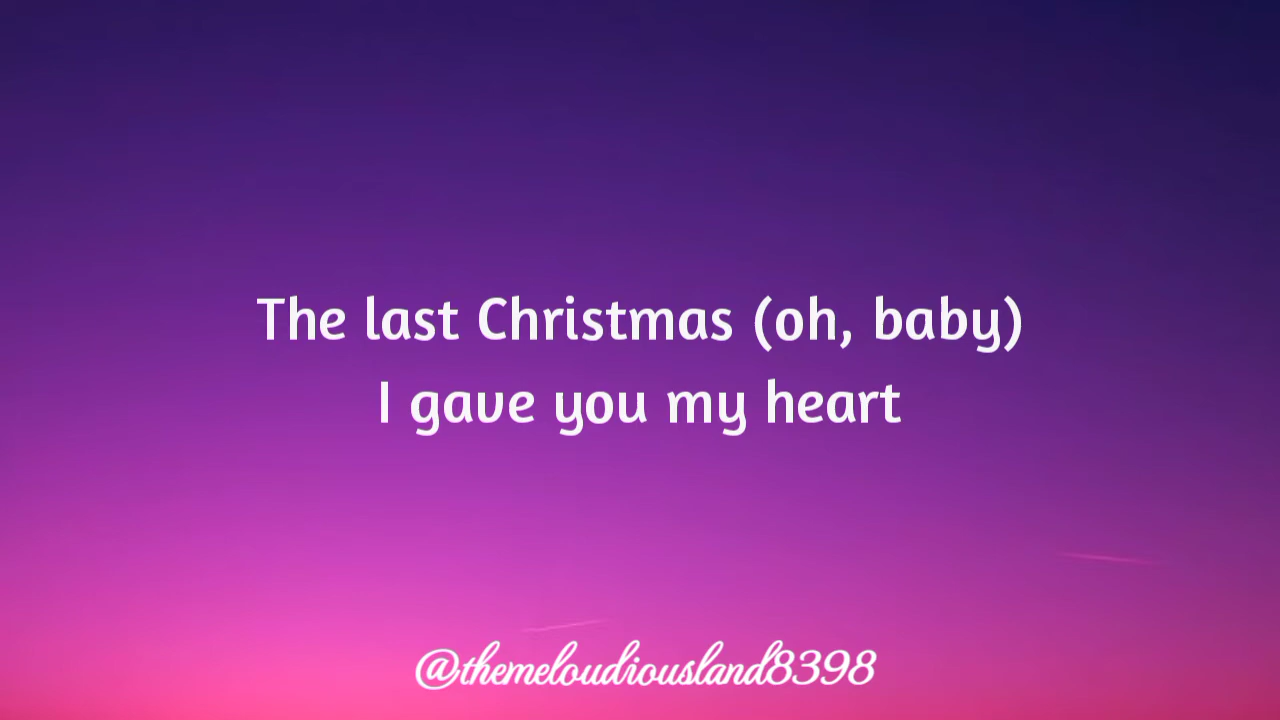 The last Christmas (oh, baby)
I gave you my heart
@themeloudiousland8398